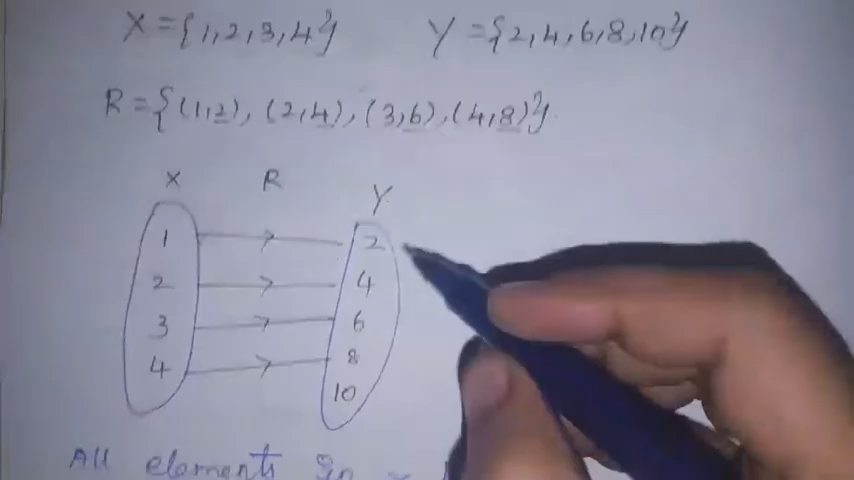 X = {1,2,3,4} Y = {2,4,6,8,10}
R = {(1,2), (2,4), (3,6), (4,8)}.
X R Y
1 2
2 4
3 6
4 8
10
All elements in x